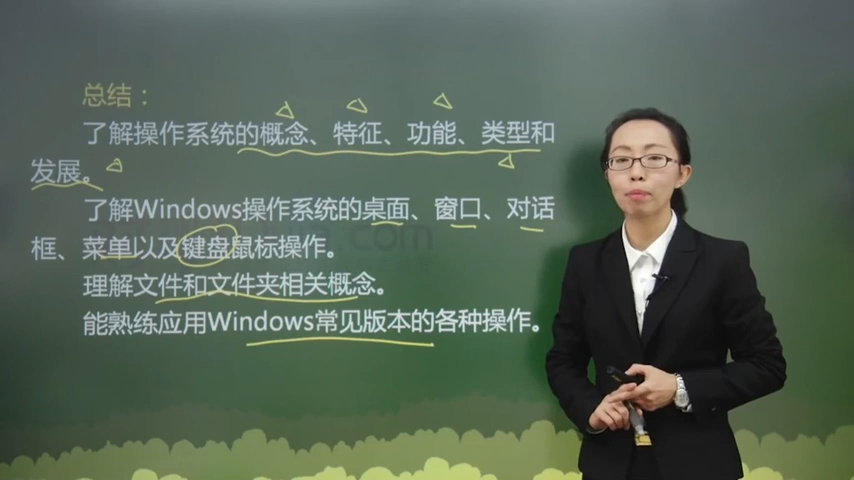 总结：
了解操作系统的概念、特征、功能、类型和
发展。
了解Windows操作系统的桌面、窗口、对话
框、菜单以及键盘鼠标操作。
理解文件和文件夹相关概念。
能熟练应用Windows常见版本的各种操作。